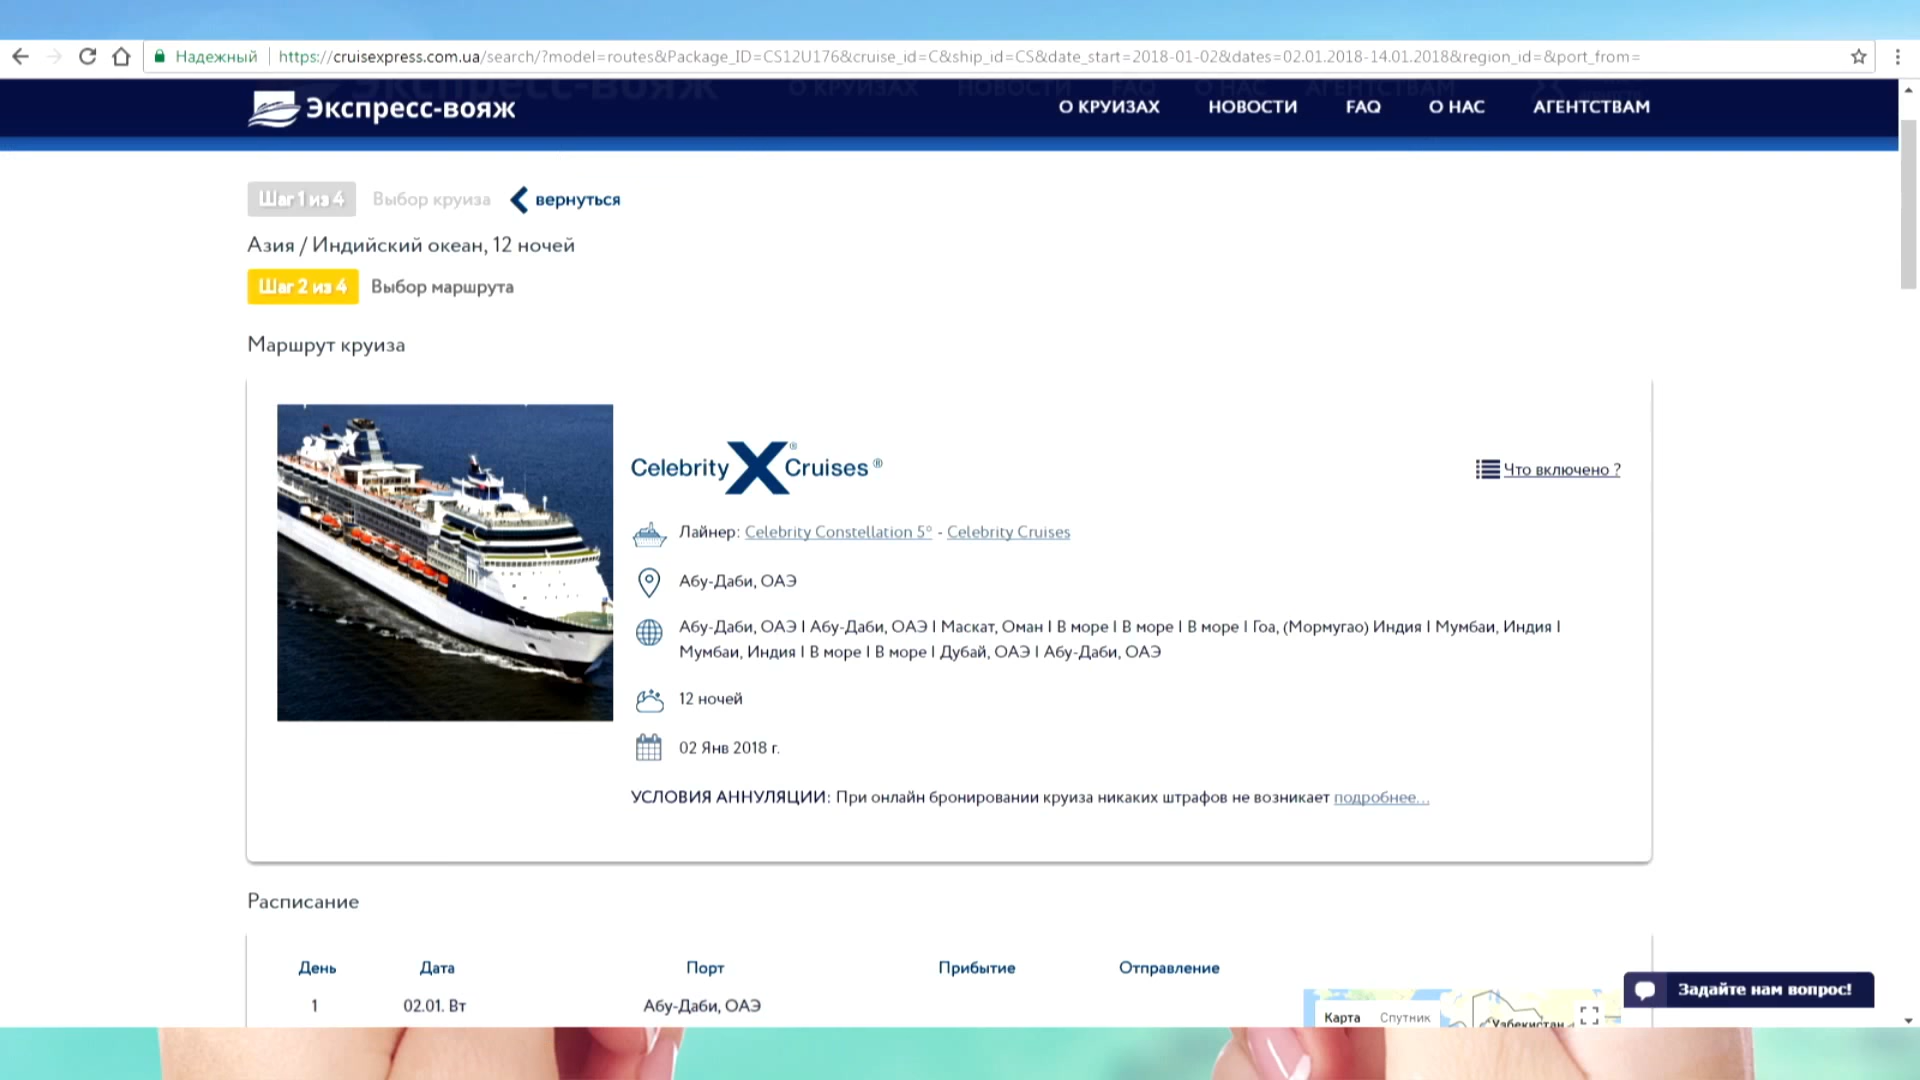 Надежный
https://cruisexpress.com.ua/search/?model=routes&Package_ID=CS12U176&cruise_id=C&ship_id=CS&date_start=2018-01-02&dates=02.01.2018-14.01.2018&region_id=&port_from=
Экспресс-вояж
О КРУИЗАХ НОВОСТИ FAQ О НАС АГЕНТСТВАМ
Шаг 1 из 4 Выбор круиза вернуться
Азия / Индийский океан, 12 ночей
Шаг 2 из 4 Выбор маршрута
Маршрут круиза
Celebrity X Cruises ®
Что включено ?
Лайнер: Celebrity Constellation 5* - Celebrity Cruises
Абу-Даби, ОАЭ
Абу-Даби, ОАЭ | Абу-Даби, ОАЭ | Маскат, Оман | В море | В море | В море | Гоа, (Мормугао) Индия | Мумбаи, Индия |
Мумбаи, Индия | В море | В море | Дубай, ОАЭ | Абу-Даби, ОАЭ
12 ночей
02 Янв 2018 г.
УСЛОВИЯ АННУЛЯЦИИ: При онлайн бронировании круиза никаких штрафов не возникает подробнее...
Расписание
День Дата Порт Прибытие Отправление
1 02.01. Вт Абу-Даби, ОАЭ
Задайте нам вопрос!
Карта Спутник
Узбекистан